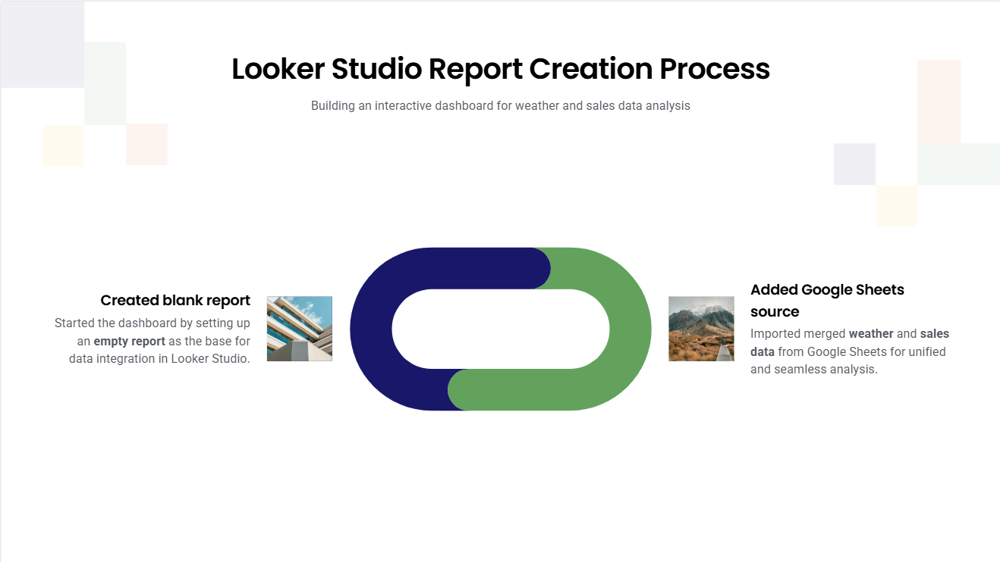 Looker Studio Report Creation Process
Building an interactive dashboard for weather and sales data analysis
Created blank report
Started the dashboard by setting up
an empty report as the base for
data integration in Looker Studio.
Added Google Sheets
source
Imported merged weather and sales
data from Google Sheets for unified
and seamless analysis.